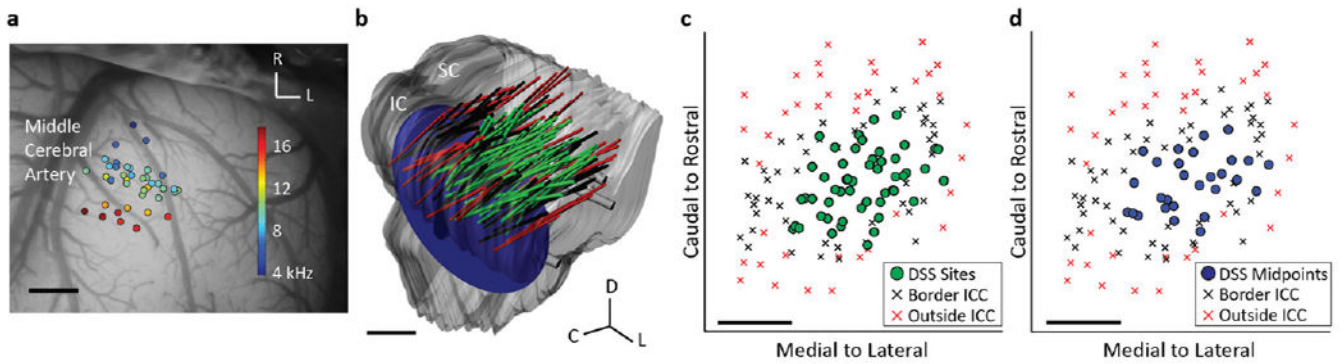 a
R
L
Middle
Cerebral
Artery
16
12
8
4 kHz
b
SC
IC
D
C
L
c
Caudal to Rostral
DSS Sites
Border ICC
Outside ICC
Medial to Lateral
d
Caudal to Rostral
DSS Midpoints
Border ICC
Outside ICC
Medial to Lateral